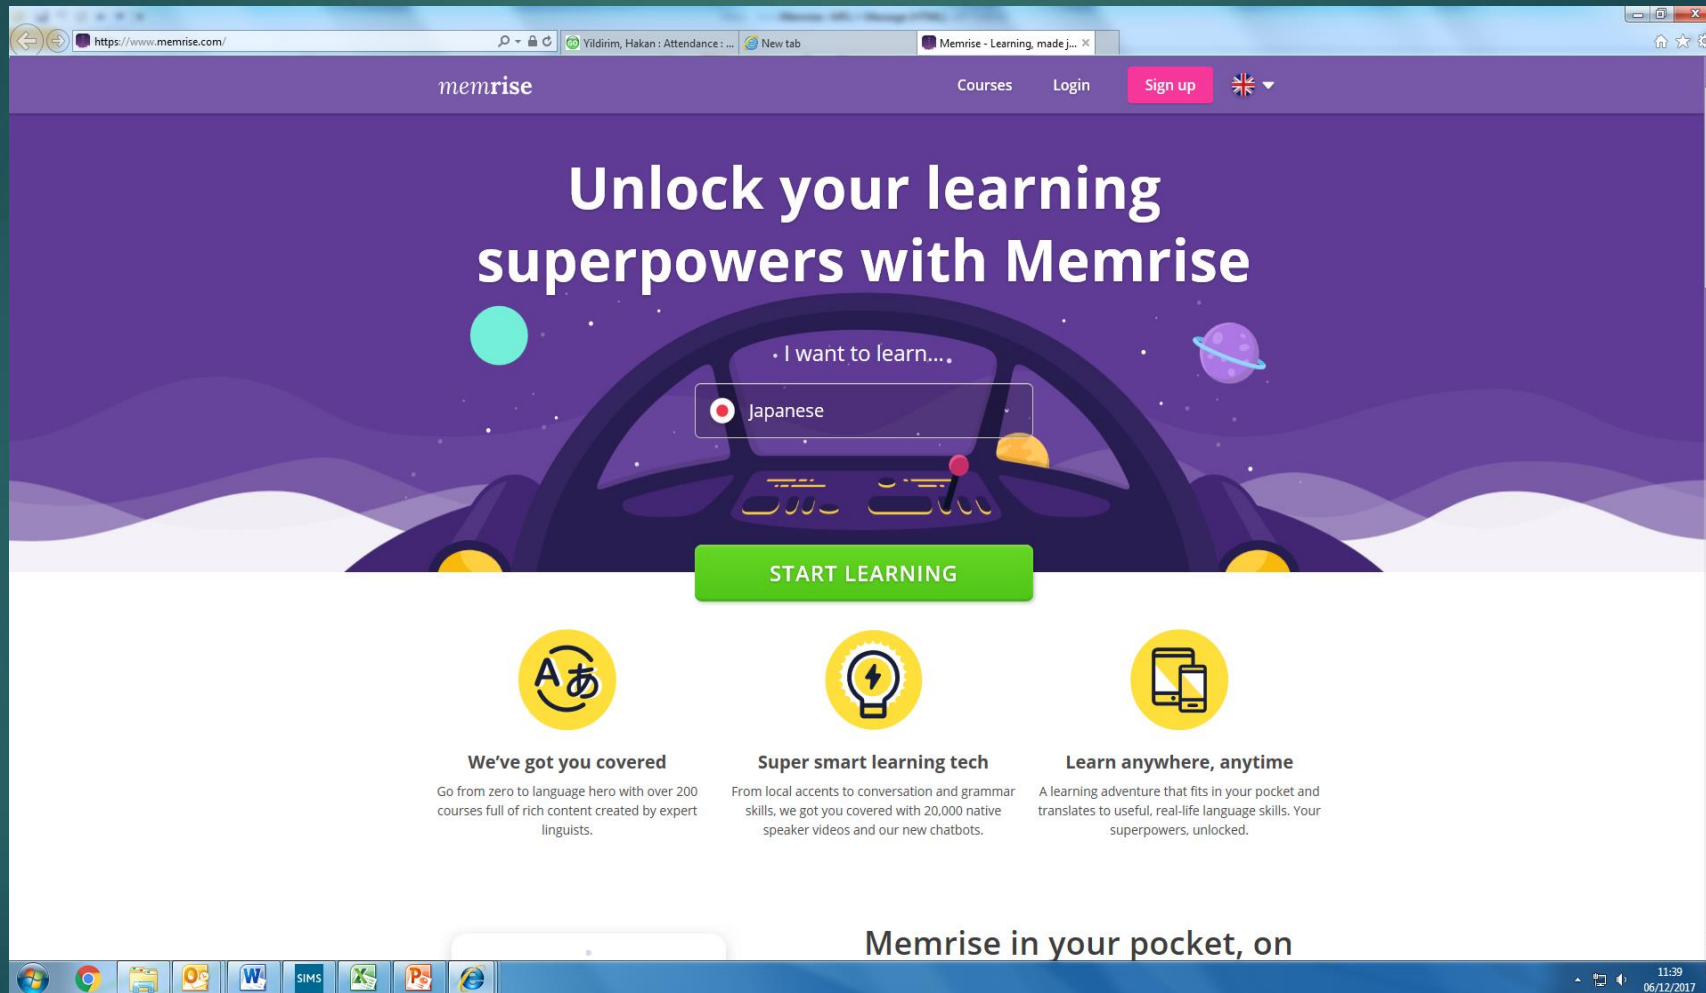 https://www.memrise.com/
Yildirim, Hakan : Attendance : ...
New tab
Memrise - Learning, made j...
memrise
Courses
Login
Sign up
Unlock your learning
superpowers with Memrise
I want to learn...
Japanese
START LEARNING
A あ
We've got you covered
Go from zero to language hero with over 200
courses full of rich content created by expert
linguists.
Super smart learning tech
From local accents to conversation and grammar
skills, we got you covered with 20,000 native
speaker videos and our new chatbots.
Learn anywhere, anytime
A learning adventure that fits in your pocket and
translates to useful, real-life language skills. Your
superpowers, unlocked.
Memrise in your pocket, on
SIMS
11:39
06/12/2017